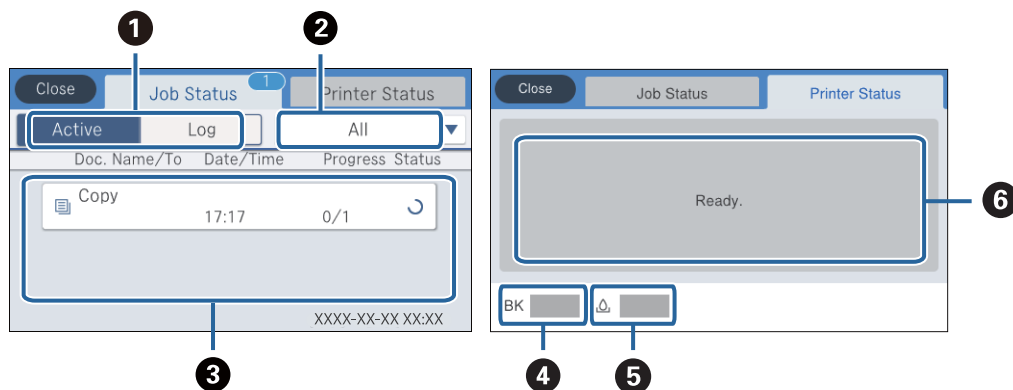 1 2
Close Job Status 1 Printer Status
Active Log All
Doc. Name/To Date/Time Progress Status
Copy
17:17 0/1
XXXX-XX-XX XX:XX
3
Close Job Status Printer Status
Ready.
6
BK
4 5